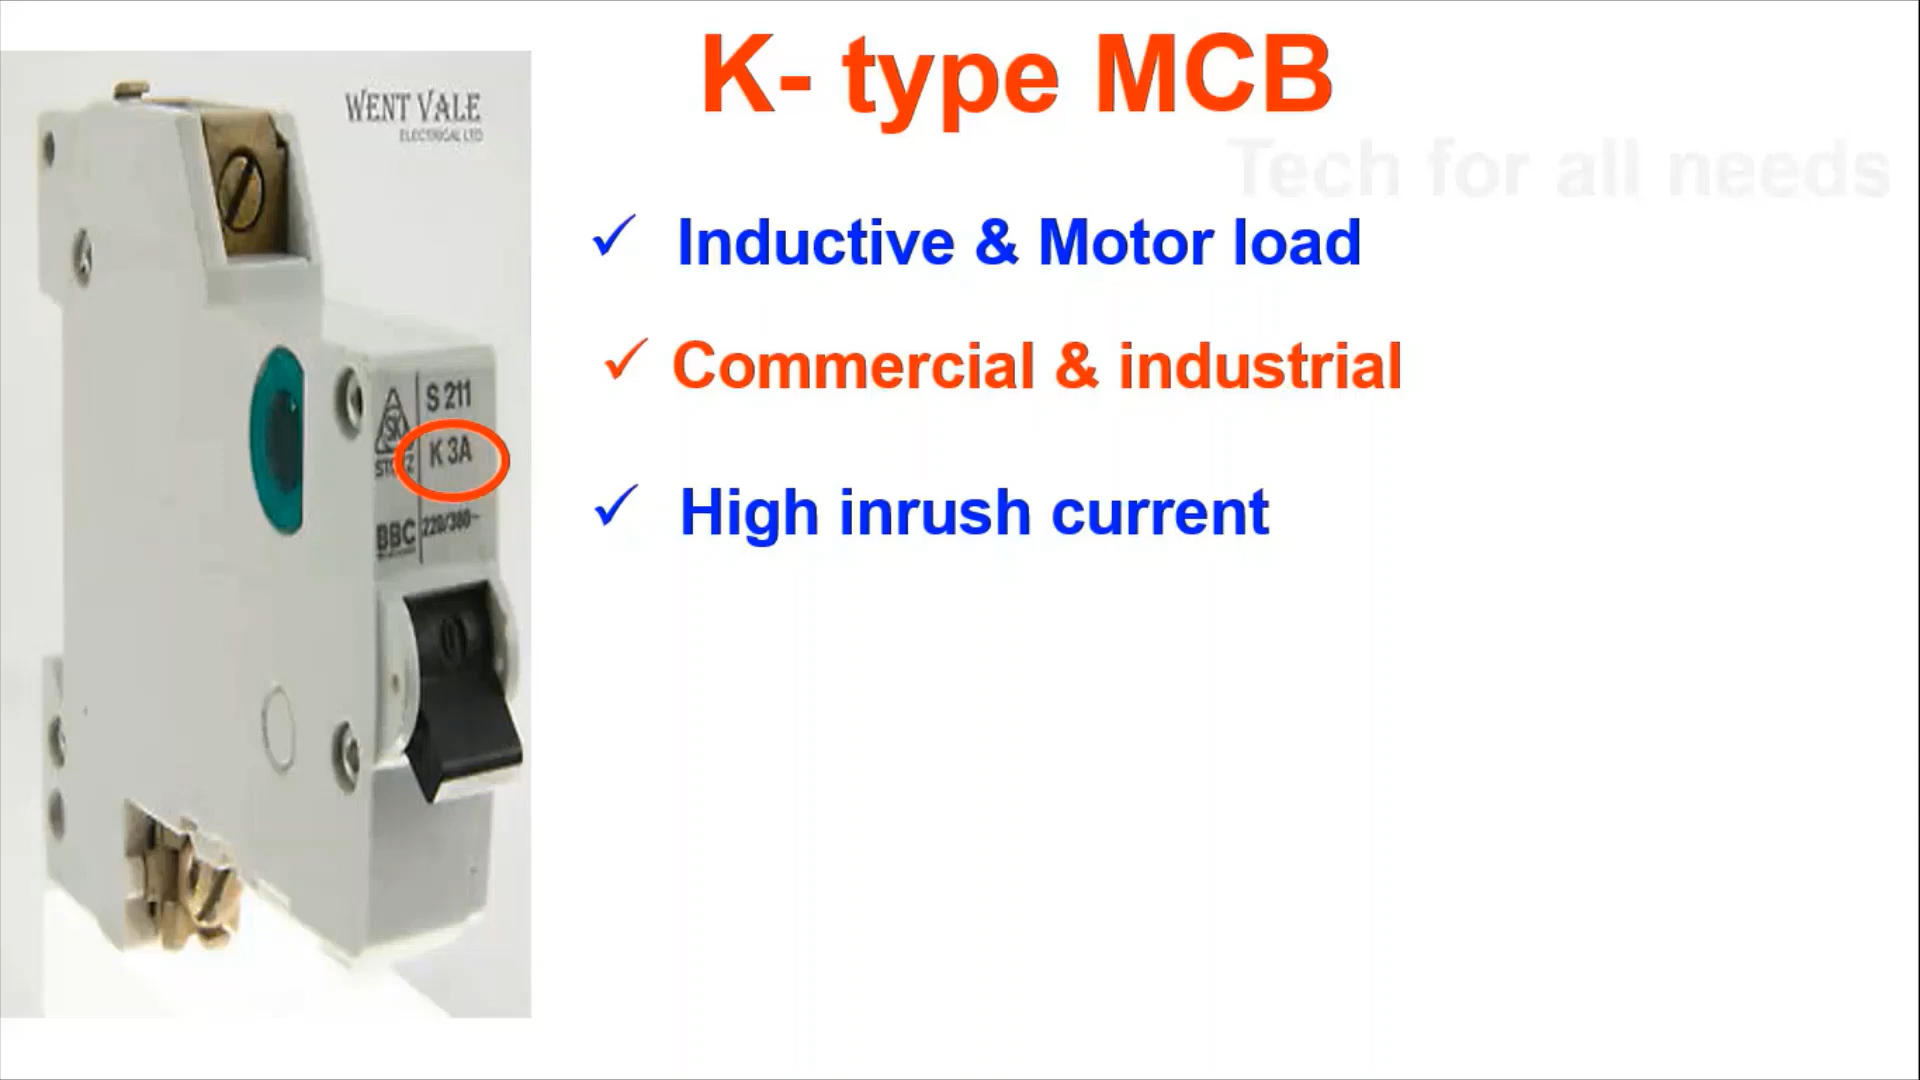 K- type MCB
Tech for all needs
WENT VALE
ELECTRICAL LTD
✓ Inductive & Motor load
✓ Commercial & industrial
✓ High inrush current
S 211
K 3A
BBC
220/380~